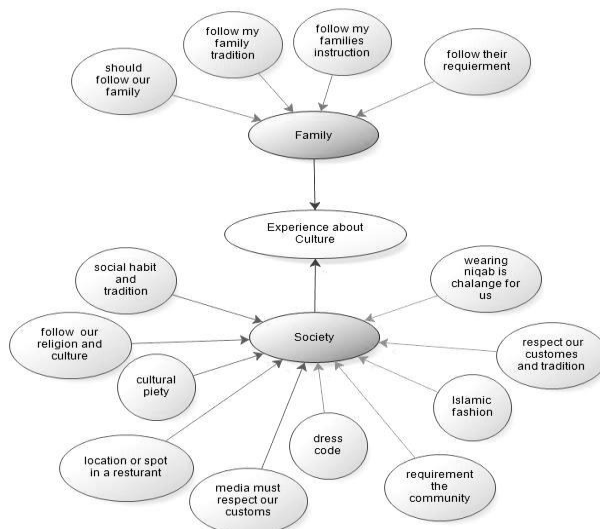 follow my
family
tradition
follow my
families
instruction
should
follow our
family
follow their
requierment
Family
Experience about
Culture
social habit
and
tradition
wearing
niqab is
chalange for
us
follow our
religion and
culture
Society
respect our
customes
and tradition
cultural
piety
Islamic
fashion
location or spot
in a resturant
dress
code
media must
respect our
customs
requirement
the
community